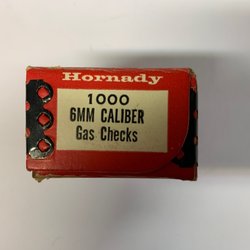 Hornady
1000
6MM CALIBER
Gas Checks